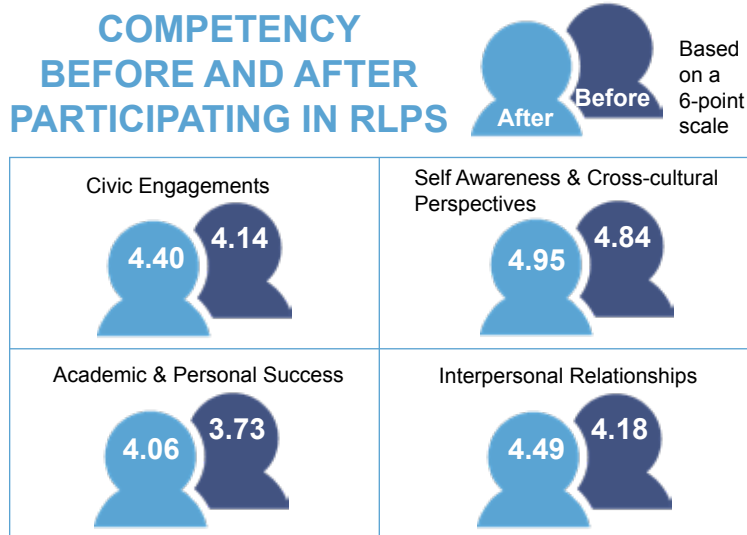 COMPETENCY
BEFORE AND AFTER
PARTICIPATING IN RLPS
After
Before
Based
on a
6-point
scale
Civic Engagements
4.40
4.14
Self Awareness & Cross-cultural
Perspectives
4.95
4.84
Academic & Personal Success
4.06
3.73
Interpersonal Relationships
4.49
4.18